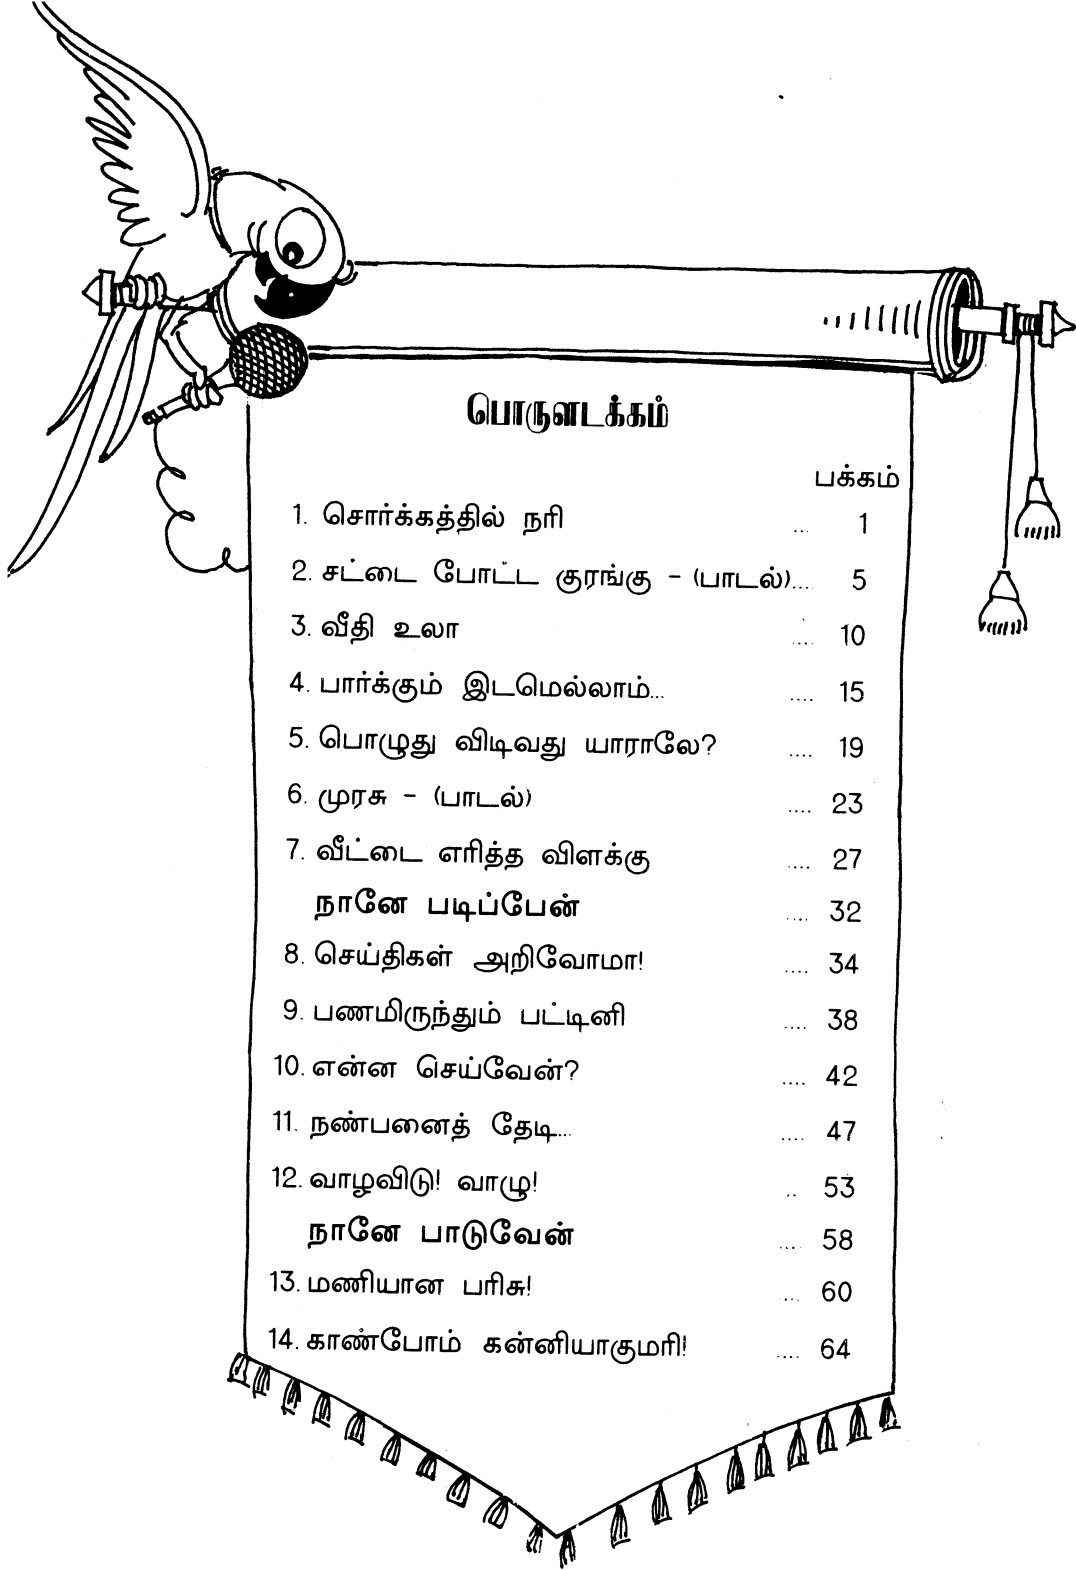 பொருளடக்கம்
பக்கம்
1. சொர்க்கத்தில் நரி ... 1
2. சட்டை போட்ட குரங்கு - (பாடல்).... 5
3. வீதி உலா .... 10
4. பார்க்கும் இடமெல்லாம்... .... 15
5. பொழுது விடிவது யாராலே? .... 19
6. முரசு - (பாடல்) .... 23
7. வீட்டை எரித்த விளக்கு .... 27
நானே படிப்பேன் .... 32
8. செய்திகள் அறிவோமா! .... 34
9. பணமிருந்தும் பட்டினி .... 38
10. என்ன செய்வேன்? .... 42
11. நண்பனைத் தேடி... .... 47
12. வாழவிடு! வாழு! .. 53
நானே பாடுவேன் .... 58
13. மணியான பரிசு! .... 60
14. காண்போம் கன்னியாகுமரி! .... 64